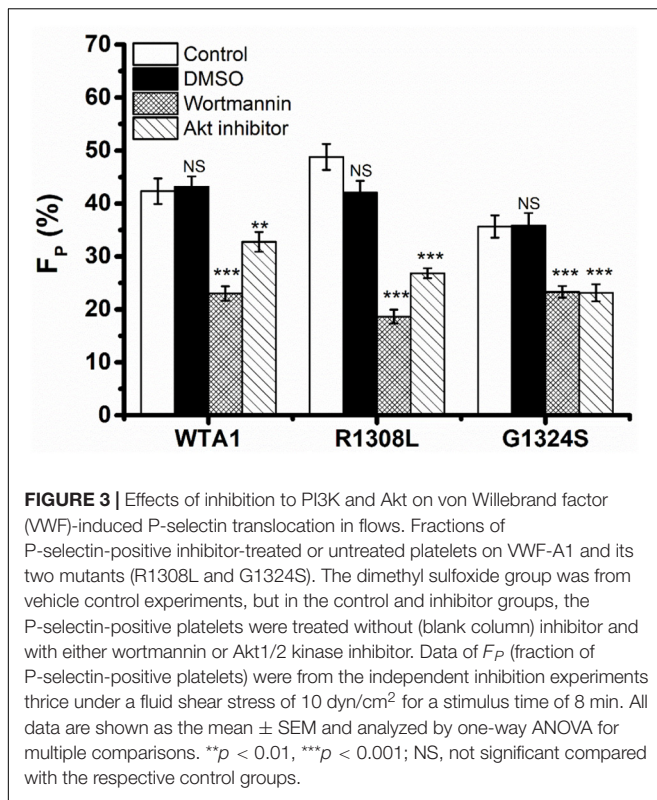 70
60
50
40
30
20
10
0
F_P (%)
Control
DMSO
Wortmannin
Akt inhibitor
NS
***
**
NS
***
***
NS
***
***
WTA1 R1308L G1324S
FIGURE 3 | Effects of inhibition to PI3K and Akt on von Willebrand factor
(VWF)-induced P-selectin translocation in flows. Fractions of
P-selectin-positive inhibitor-treated or untreated platelets on VWF-A1 and its
two mutants (R1308L and G1324S). The dimethyl sulfoxide group was from
vehicle control experiments, but in the control and inhibitor groups, the
P-selectin-positive platelets were treated without (blank column) inhibitor and
with either wortmannin or Akt1/2 kinase inhibitor. Data of F_P (fraction of
P-selectin-positive platelets) were from the independent inhibition experiments
thrice under a fluid shear stress of 10 dyn/cm² for a stimulus time of 8 min. All
data are shown as the mean ± SEM and analyzed by one-way ANOVA for
multiple comparisons. **p < 0.01, ***p < 0.001; NS, not significant compared
with the respective control groups.